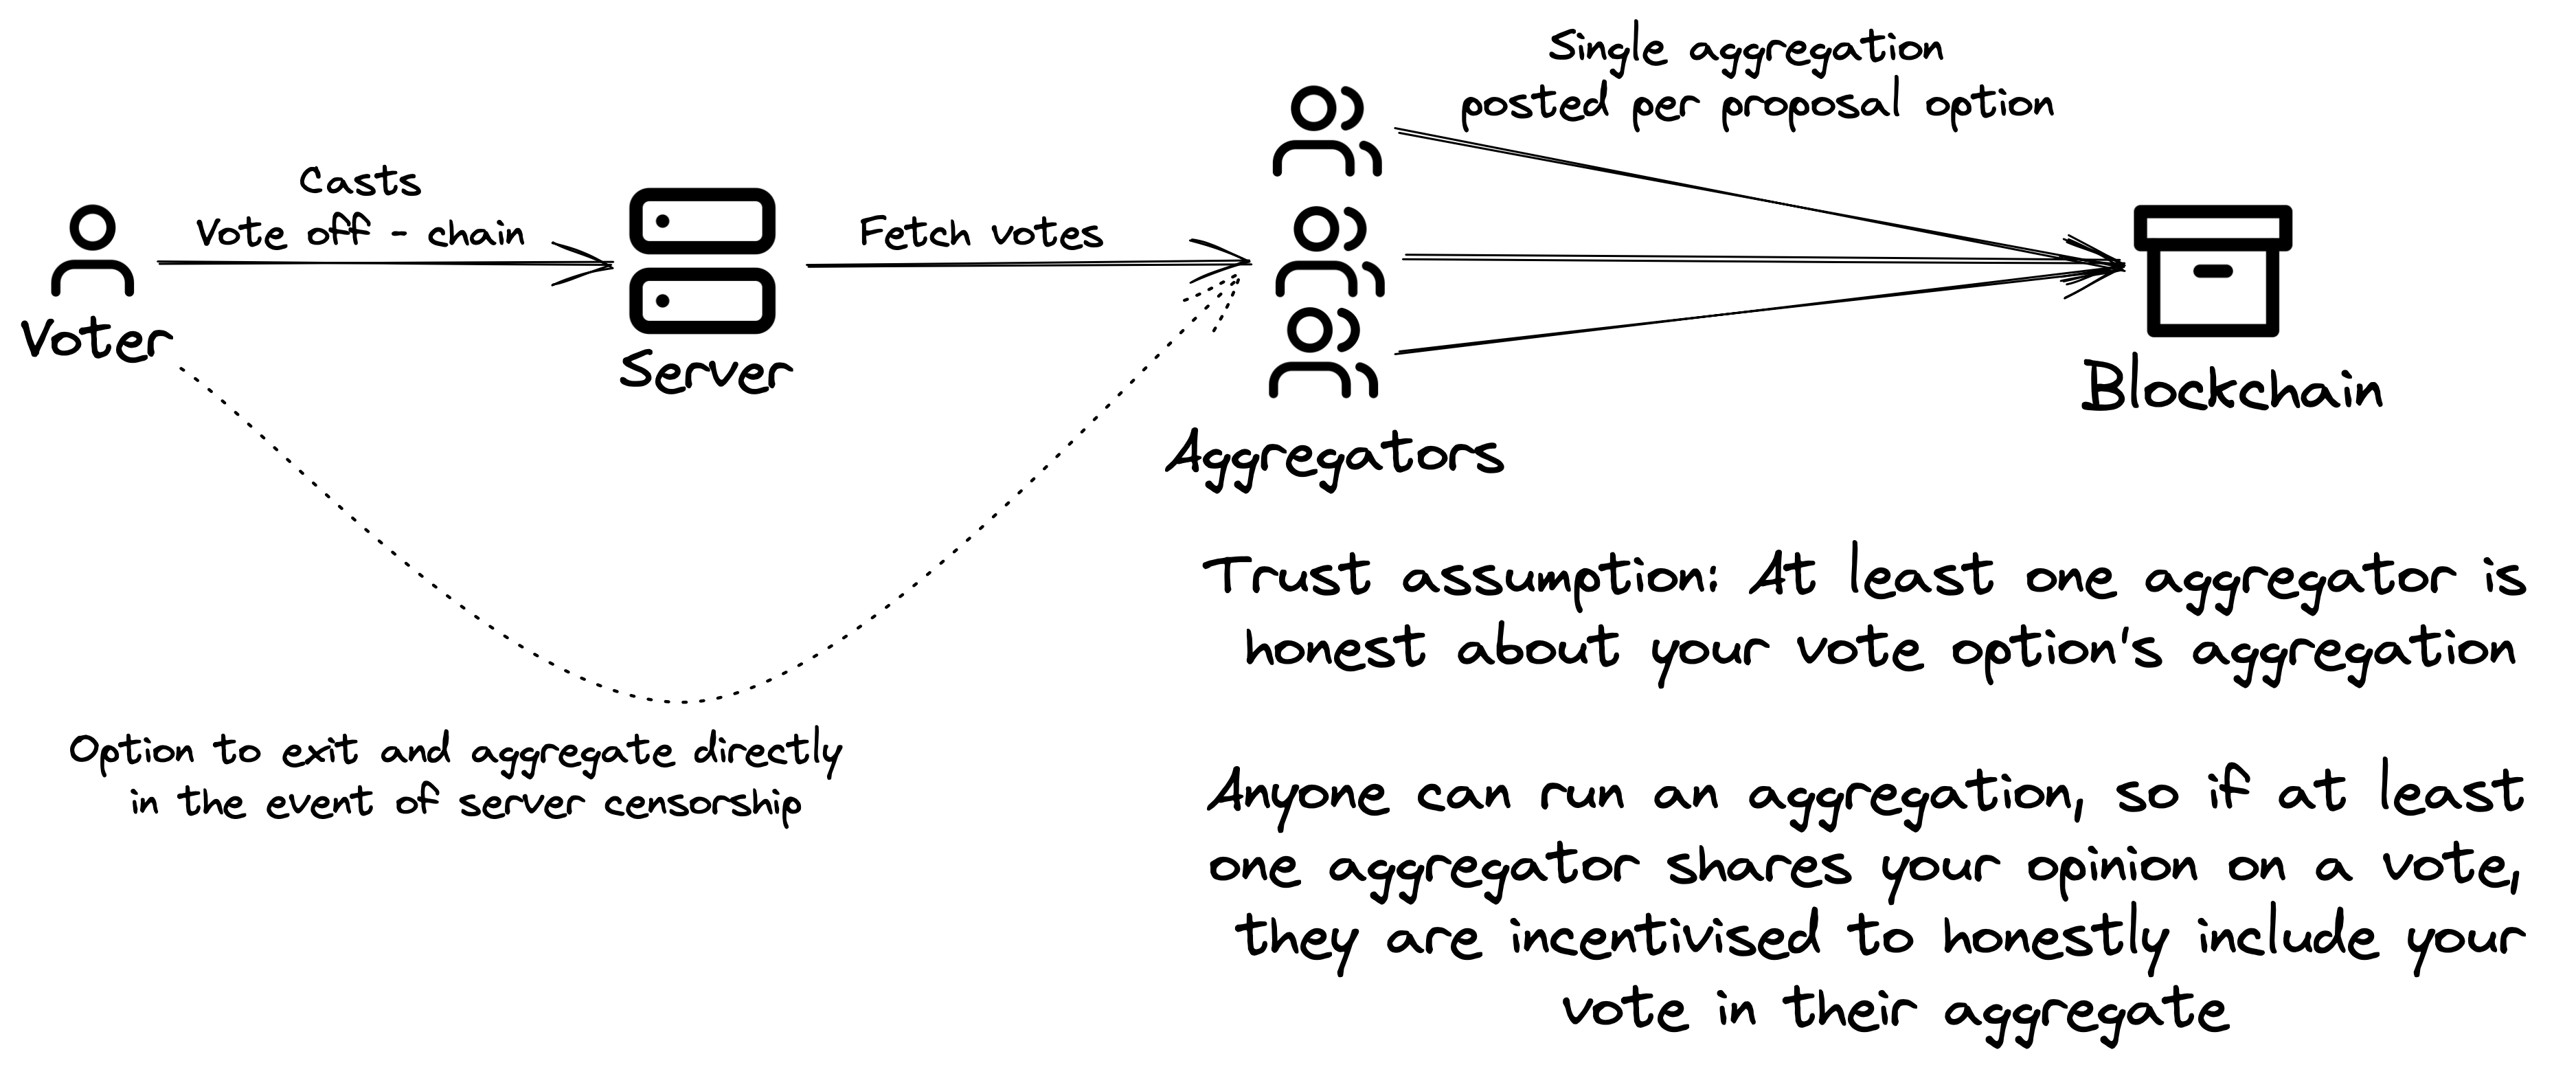 Single aggregation
posted per proposal option
Casts
Vote off - chain
Fetch votes
Voter
Server
Aggregators
Blockchain
Trust assumption: At least one aggregator is
honest about your vote option's aggregation
Option to exit and aggregate directly
in the event of server censorship
Anyone can run an aggregation, so if at least
one aggregator shares your opinion on a vote,
they are incentivised to honestly include your
vote in their aggregate